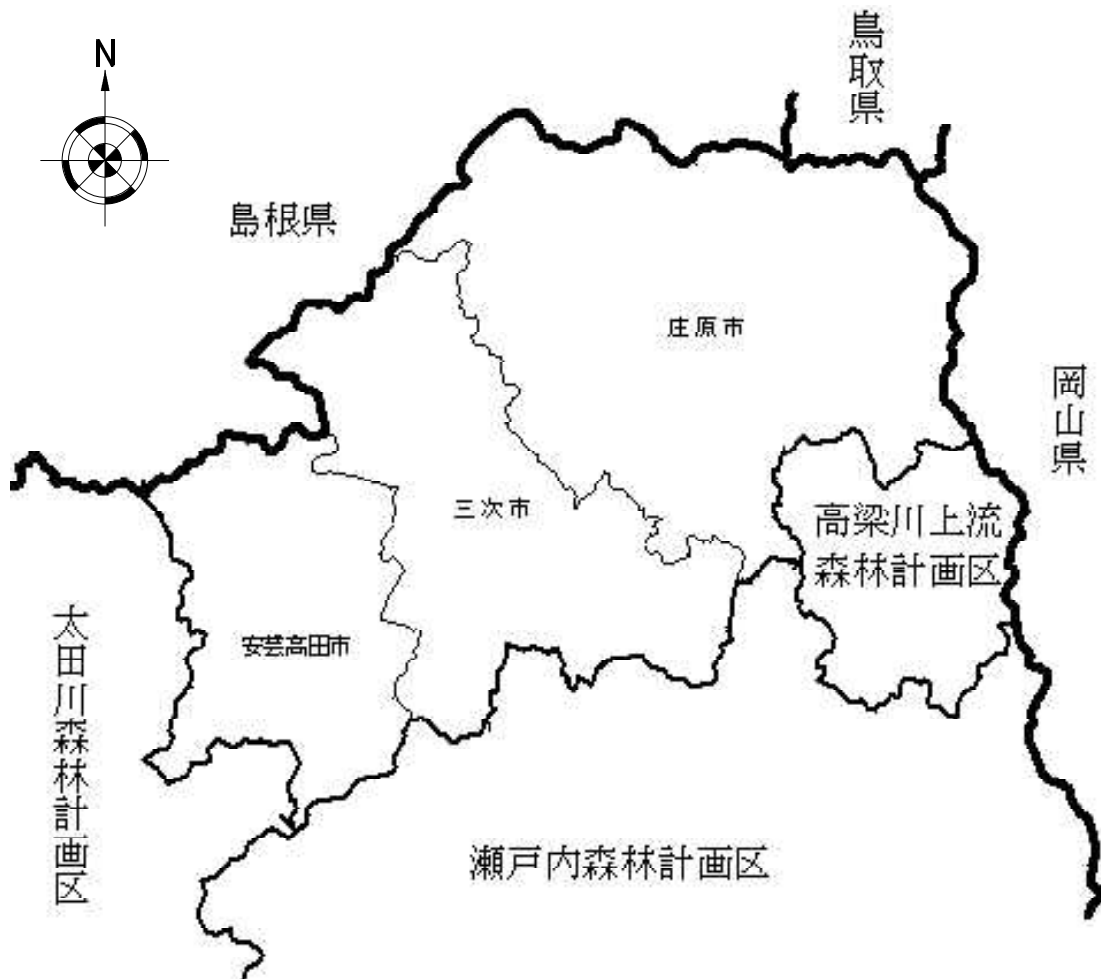 N
鳥取県
島根県
庄原市
岡山県
三次市
高梁川上流
森林計画区
安芸高田市
太田川森林計画区
瀬戸内森林計画区